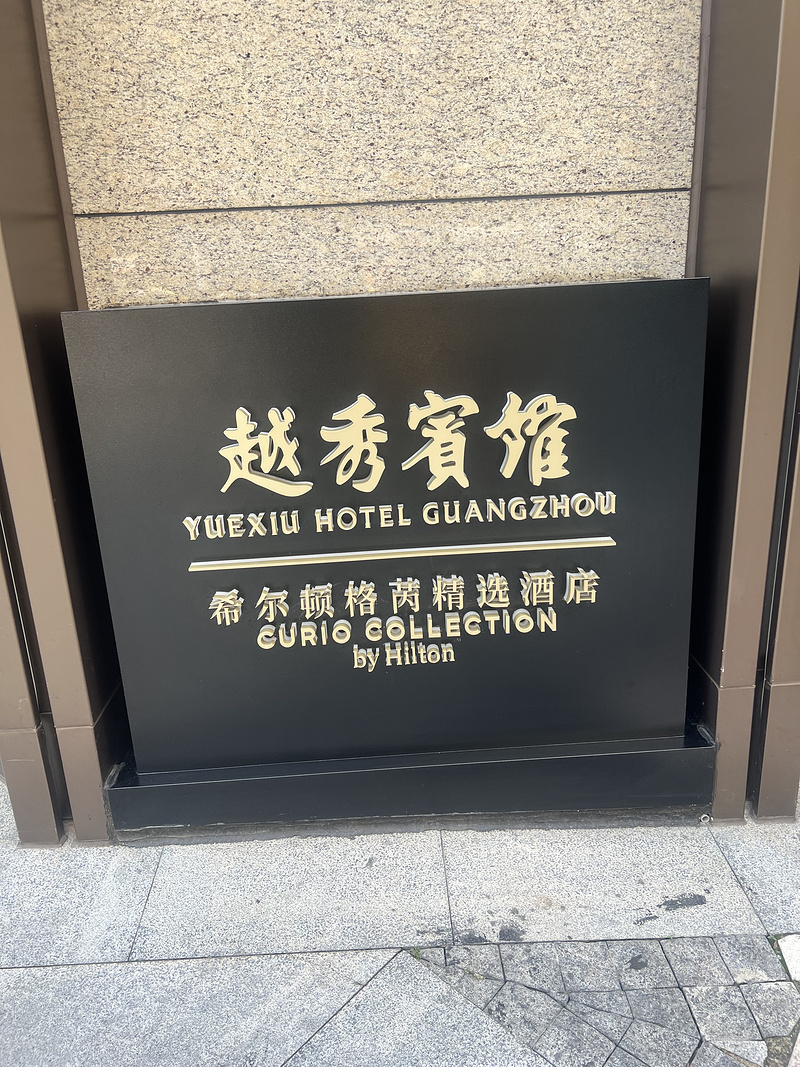 越秀賓馆
YUEXIU HOTEL GUANGZHOU
希尔顿格芮精选酒店
CURIO COLLECTION
by Hilton